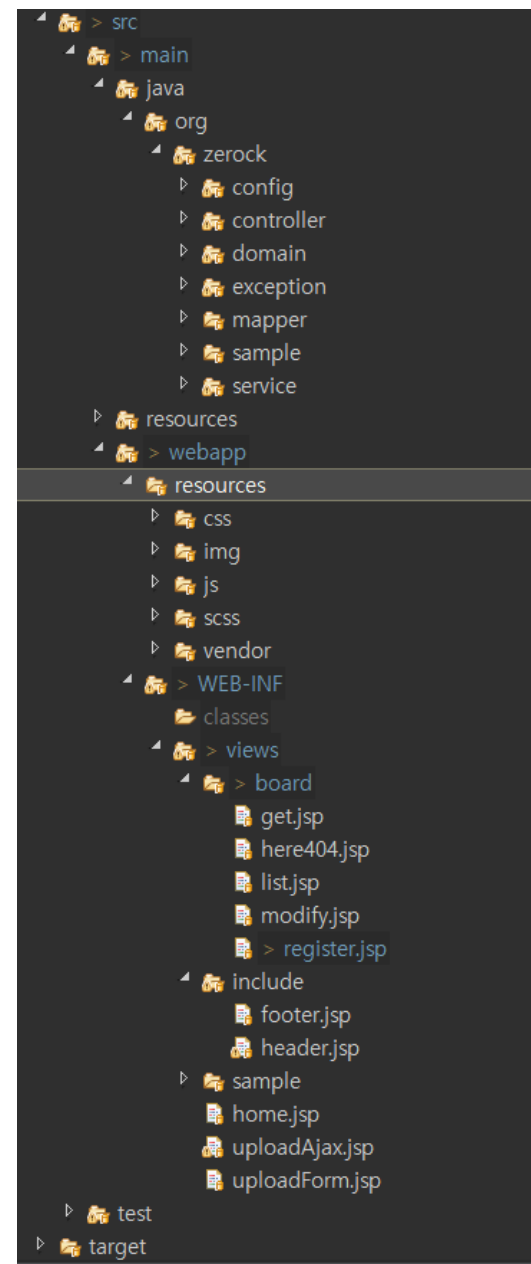 > src
> main
java
org
zerock
config
controller
domain
exception
mapper
sample
service
resources
> webapp
resources
css
img
js
scss
vendor
> WEB-INF
classes
> views
> board
get.jsp
here404.jsp
list.jsp
modify.jsp
> register.jsp
include
footer.jsp
header.jsp
sample
home.jsp
uploadAjax.jsp
uploadForm.jsp
test
target